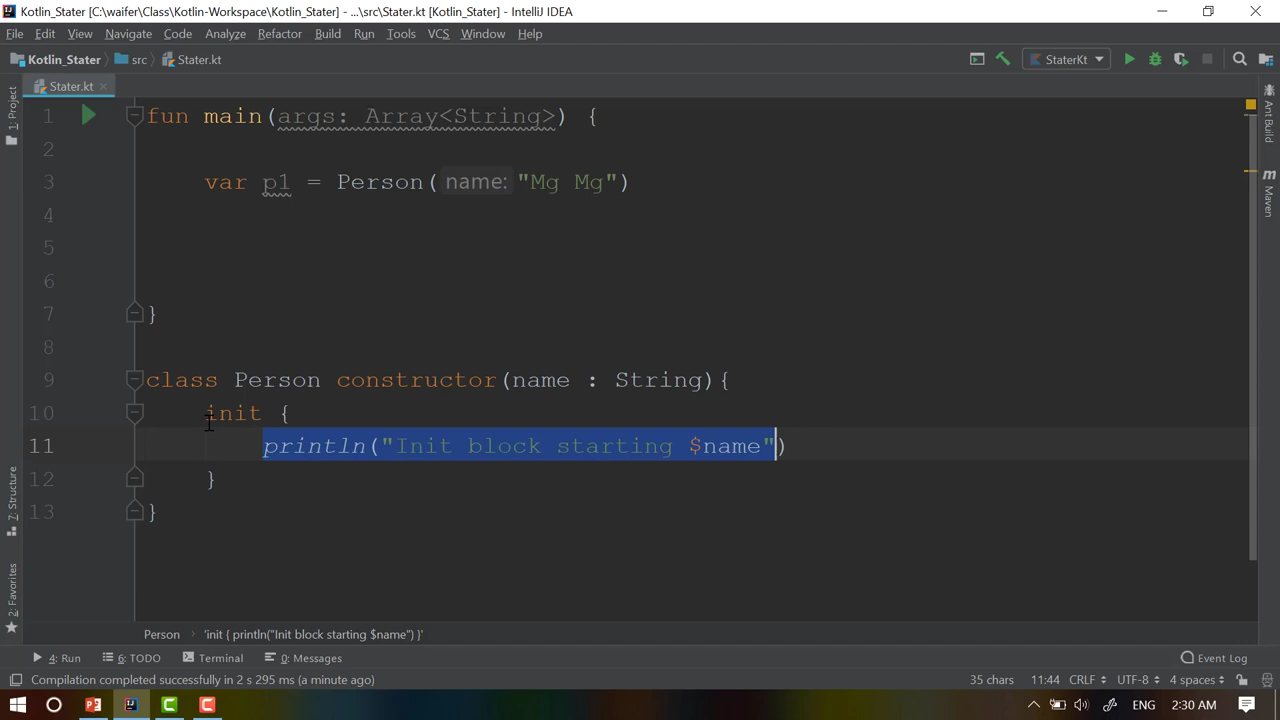 Kotlin_Stater [C:\waifer\Class\Kotlin-Workspace\Kotlin_Stater] - ...\src\Stater.kt [Kotlin_Stater] - IntelliJ IDEA
File Edit View Navigate Code Analyze Refactor Build Run Tools VCS Window Help
Kotlin_Stater src Stater.kt StaterKt
Stater.kt
1 fun main(args: Array<String>) {
2
3 var p1 = Person( name: "Mg Mg")
4
5
6
7 }
8
9 class Person constructor(name : String){
10 init {
11 println("Init block starting $name")
12 }
13 }
1: Project
7: Structure
2: Favorites
Ant Build
Maven
Person › 'init { println("Init block starting $name") }'
4: Run 6: TODO Terminal 0: Messages Event Log
Compilation completed successfully in 2 s 295 ms (a minute ago) 35 chars 11:44 CRLF UTF-8 4 spaces
ENG 2:30 AM